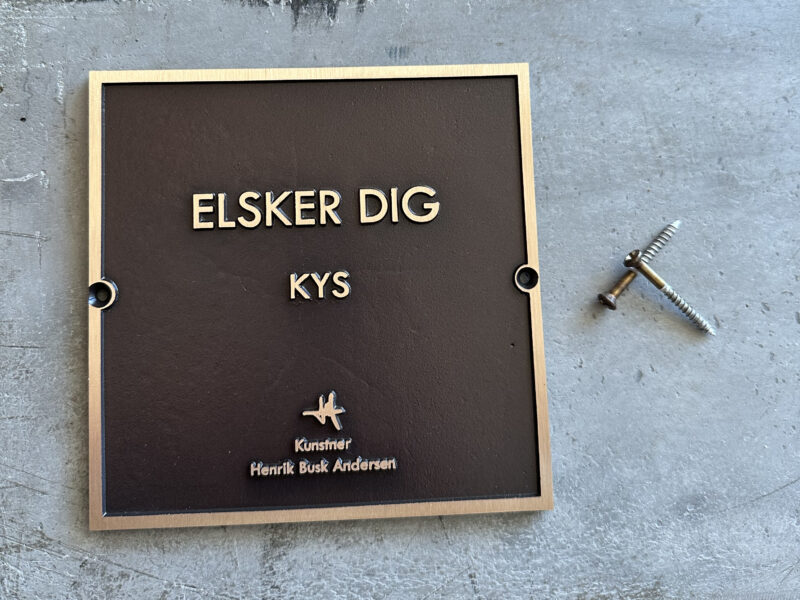 ELSKER DIG
KYS
Kunstner
Henrik Busk Andersen